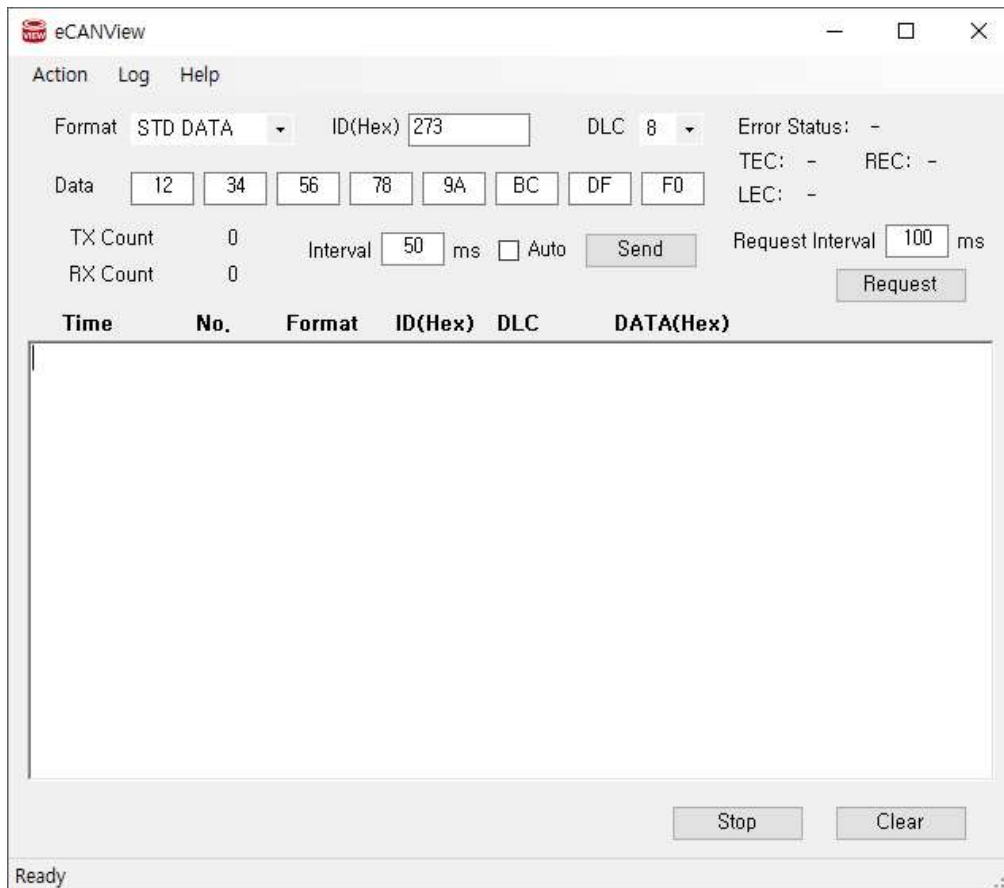 VIEW eCANView
Action Log Help
Format STD DATA ID(Hex) 273 DLC 8 Error Status: -
TEC: - REC: -
Data 12 34 56 78 9A BC DF F0 LEC: -
TX Count 0 Interval 50 ms Auto Send Request Interval 100 ms
RX Count 0 Request
Time No. Format ID(Hex) DLC DATA(Hex)
Stop Clear
Ready